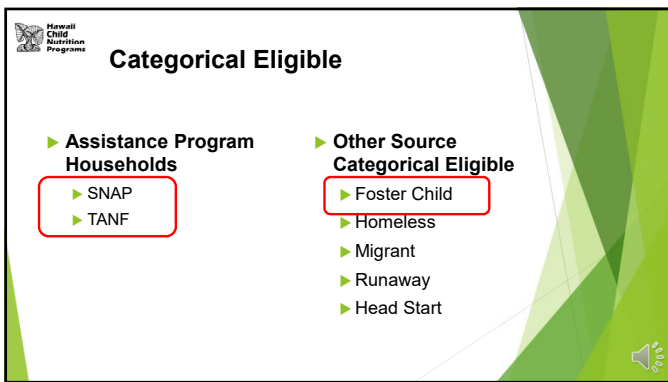 Hawaii
Child
Nutrition
Programs
Categorical Eligible
Assistance Program
Households
SNAP
TANF
Other Source
Categorical Eligible
Foster Child
Homeless
Migrant
Runaway
Head Start